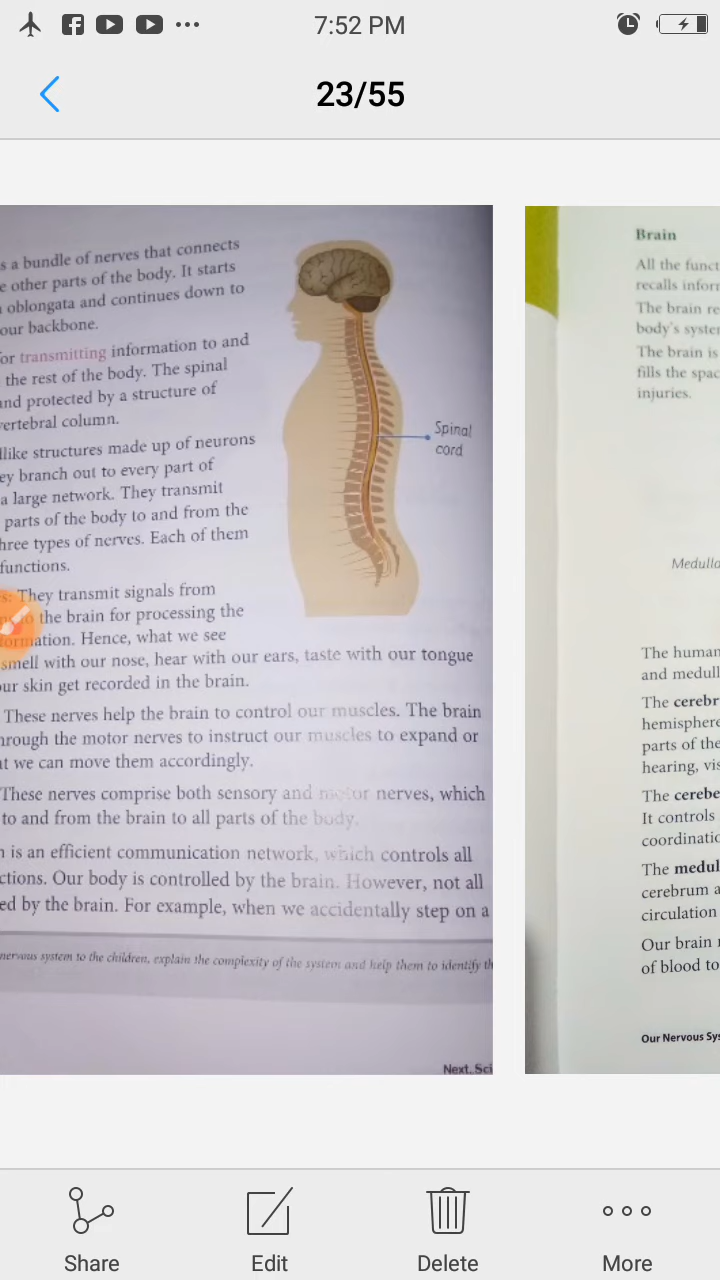 7:52 PM
23/55
s a bundle of nerves that connects
e other parts of the body. It starts
oblongata and continues down to
our backbone.
or transmitting information to and
the rest of the body. The spinal
and protected by a structure of
vertebral column.
llike structures made up of neurons
ey branch out to every part of
a large network. They transmit
parts of the body to and from the
hree types of nerves. Each of them
functions.
s: They transmit signals from
to the brain for processing the
formation. Hence, what we see
smell with our nose, hear with our ears, taste with our tongue
ur skin get recorded in the brain.
These nerves help the brain to control our muscles. The brain
hrough the motor nerves to instruct our muscles to expand or
at we can move them accordingly.
These nerves comprise both sensory and motor nerves, which
to and from the brain to all parts of the body.
n is an efficient communication network, which controls all
ctions. Our body is controlled by the brain. However, not all
ed by the brain. For example, when we accidentally step on a
nervous system to the children, explain the complexity of the system and help them to identify th
Next. Sci
Spinal
cord
Brain
All the funct
recalls inforr
The brain re
body's syster
The brain is
fills the spac
injuries.
Medulla
The human
and medull
The cerebr
hemisphere
parts of the
hearing, vis
The cerebe
It controls
coordinatio
The medul
cerebrum a
circulation
Our brain r
of blood to
Our Nervous Sys
Share
Edit
Delete
More